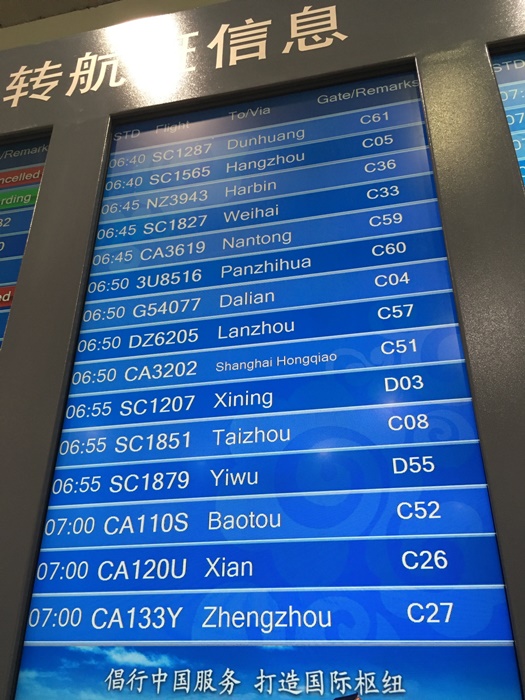 转航班信息
STD Flight To/Via Gate/Remarks
06:40 SC1287 Dunhuang C61
06:40 SC1565 Hangzhou C05
06:45 NZ3943 Harbin C36
06:45 SC1827 Weihai C33
06:45 CA3619 Nantong C59
06:50 3U8516 Panzhihua C60
06:50 G54077 Dalian C04
06:50 DZ6205 Lanzhou C57
06:50 CA3202 Shanghai Hongqiao C51
06:55 SC1207 Xining D03
06:55 SC1851 Taizhou C08
06:55 SC1879 Yiwu D55
07:00 CA110S Baotou C52
07:00 CA120U Xian C26
07:00 CA133Y Zhengzhou C27
倡行中国服务 打造国际枢纽
/Remark
STD